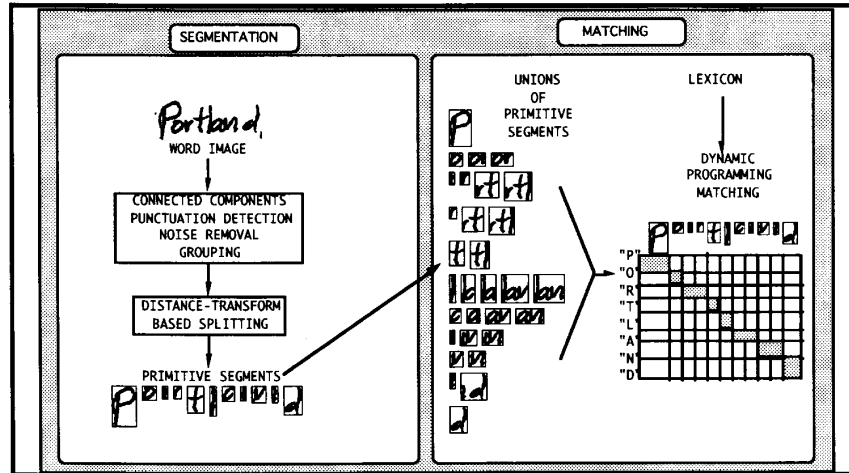 SEGMENTATION
Portland,
WORD IMAGE
CONNECTED COMPONENTS
PUNCTUATION DETECTION
NOISE REMOVAL
GROUPING
DISTANCE-TRANSFORM
BASED SPLITTING
PRIMITIVE SEGMENTS
MATCHING
UNIONS
OF
PRIMITIVE
SEGMENTS
LEXICON
DYNAMIC
PROGRAMMING
MATCHING
"P"
"O"
"R"
"T"
"L"
"A"
"N"
"D"